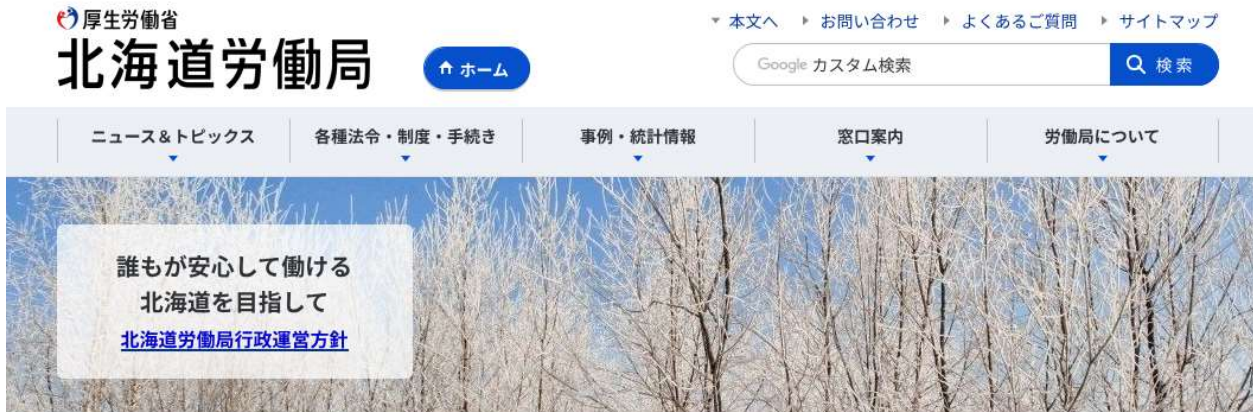 厚生労働省
北海道労働局
ホーム
本文へ お問い合わせ よくあるご質問 サイトマップ
Google カスタム検索 検索
ニュース＆トピックス 各種法令・制度・手続き 事例・統計情報 窓口案内 労働局について
誰もが安心して働ける
北海道を目指して
北海道労働局行政運営方針